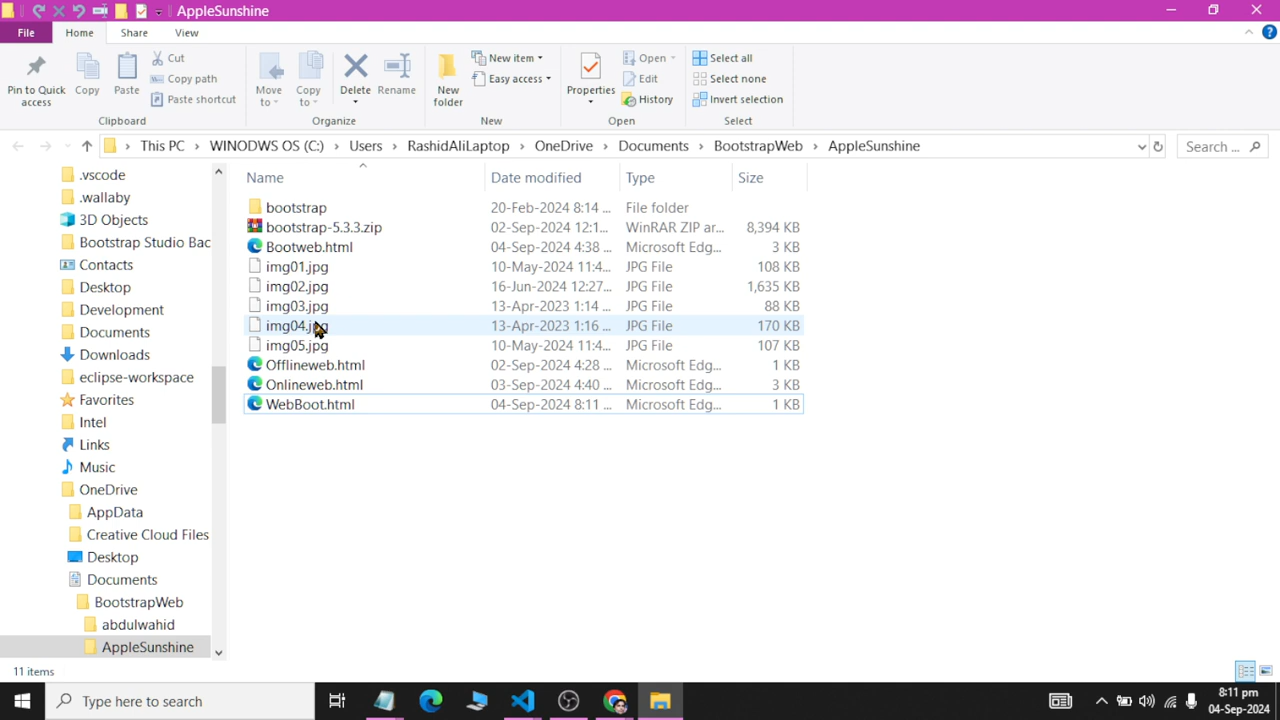 AppleSunshine
File Home Share View
Pin to Quick access
Copy
Paste
Cut
Copy path
Paste shortcut
Clipboard
Move to
Copy to
Delete
Rename
Organize
New folder
New item
Easy access
New
Properties
Open
Edit
History
Open
Select all
Select none
Invert selection
Select
This PC › WINODWS OS (C:) › Users › RashidAliLaptop › OneDrive › Documents › BootstrapWeb › AppleSunshine
Search ...
.vscode
.wallaby
3D Objects
Bootstrap Studio Bac
Contacts
Desktop
Development
Documents
Downloads
eclipse-workspace
Favorites
Intel
Links
Music
OneDrive
AppData
Creative Cloud Files
Desktop
Documents
BootstrapWeb
abdulwahid
AppleSunshine
Name Date modified Type Size
bootstrap 20-Feb-2024 8:14 ... File folder
bootstrap-5.3.3.zip 02-Sep-2024 12:1... WinRAR ZIP ar... 8,394 KB
Bootweb.html 04-Sep-2024 4:38 ... Microsoft Edg... 3 KB
img01.jpg 10-May-2024 11:4... JPG File 108 KB
img02.jpg 16-Jun-2024 12:27... JPG File 1,635 KB
img03.jpg 13-Apr-2023 1:14 ... JPG File 88 KB
img04.jpg 13-Apr-2023 1:16 ... JPG File 170 KB
img05.jpg 10-May-2024 11:4... JPG File 107 KB
Offlineweb.html 02-Sep-2024 4:28 ... Microsoft Edg... 1 KB
Onlineweb.html 03-Sep-2024 4:40 ... Microsoft Edg... 3 KB
WebBoot.html 04-Sep-2024 8:11 ... Microsoft Edg... 1 KB
11 items
Type here to search
8:11 pm
04-Sep-2024